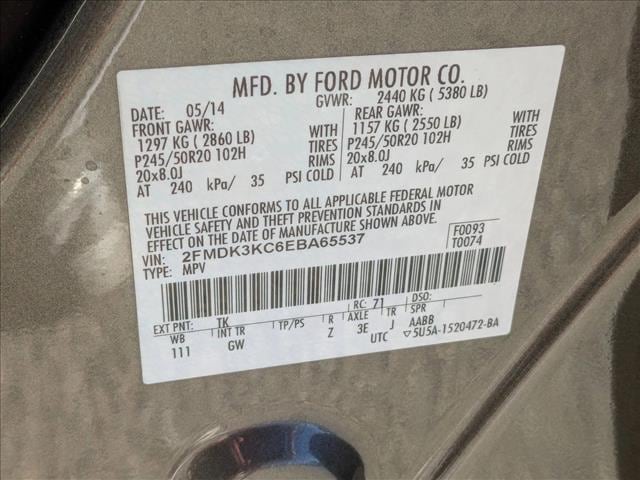 MFD. BY FORD MOTOR CO.
DATE: 05/14 GVWR: 2440 KG ( 5380 LB)
FRONT GAWR: REAR GAWR:
1297 KG ( 2860 LB) WITH 1157 KG ( 2550 LB) WITH
P245/50R20 102H TIRES P245/50R20 102H TIRES
20x8.0J RIMS 20x8.0J RIMS
AT 240 kPa/ 35 PSI COLD AT 240 kPa/ 35 PSI COLD
THIS VEHICLE CONFORMS TO ALL APPLICABLE FEDERAL MOTOR
VEHICLE SAFETY AND THEFT PREVENTION STANDARDS IN
EFFECT ON THE DATE OF MANUFACTURE SHOWN ABOVE.
VIN: 2FMDK3KC6EBA65537 F0093
TYPE: MPV T0074
EXT PNT: TK RC: 71 DSO:
WB INT TR TP/PS R AXLE TR SPR
111 GW Z 3E J AABB
UTC ▽5U5A-1520472-BA